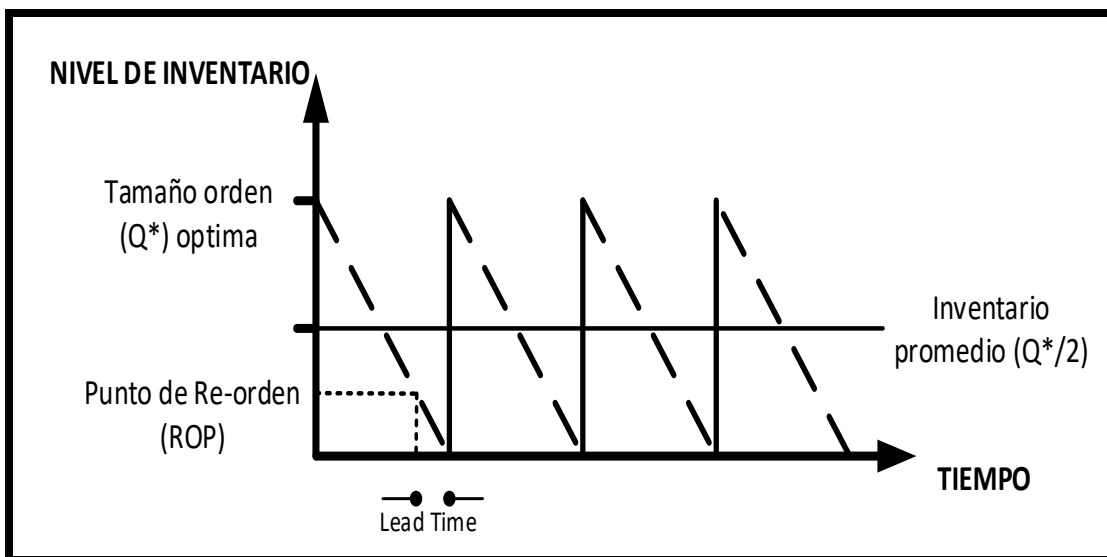 NIVEL DE INVENTARIO
Tamaño orden
(Q*) optima
Inventario
promedio (Q*/2)
Punto de Re-orden
(ROP)
TIEMPO
Lead Time